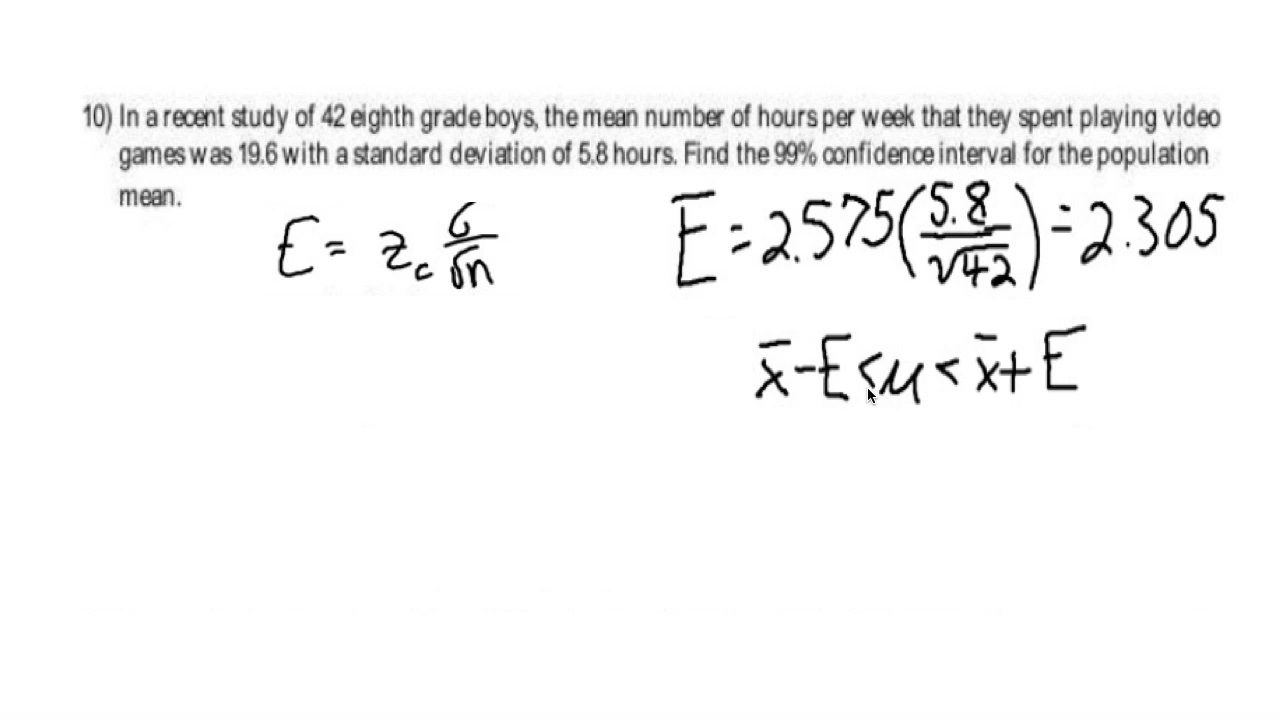 10) In a recent study of 42 eighth grade boys, the mean number of hours per week that they spent playing video
games was 19.6 with a standard deviation of 5.8 hours. Find the 99% confidence interval for the population
mean.
E = z_c σ/√n
E = 2.575(5.8/√42) = 2.305
x̄ - E < μ < x̄ + E